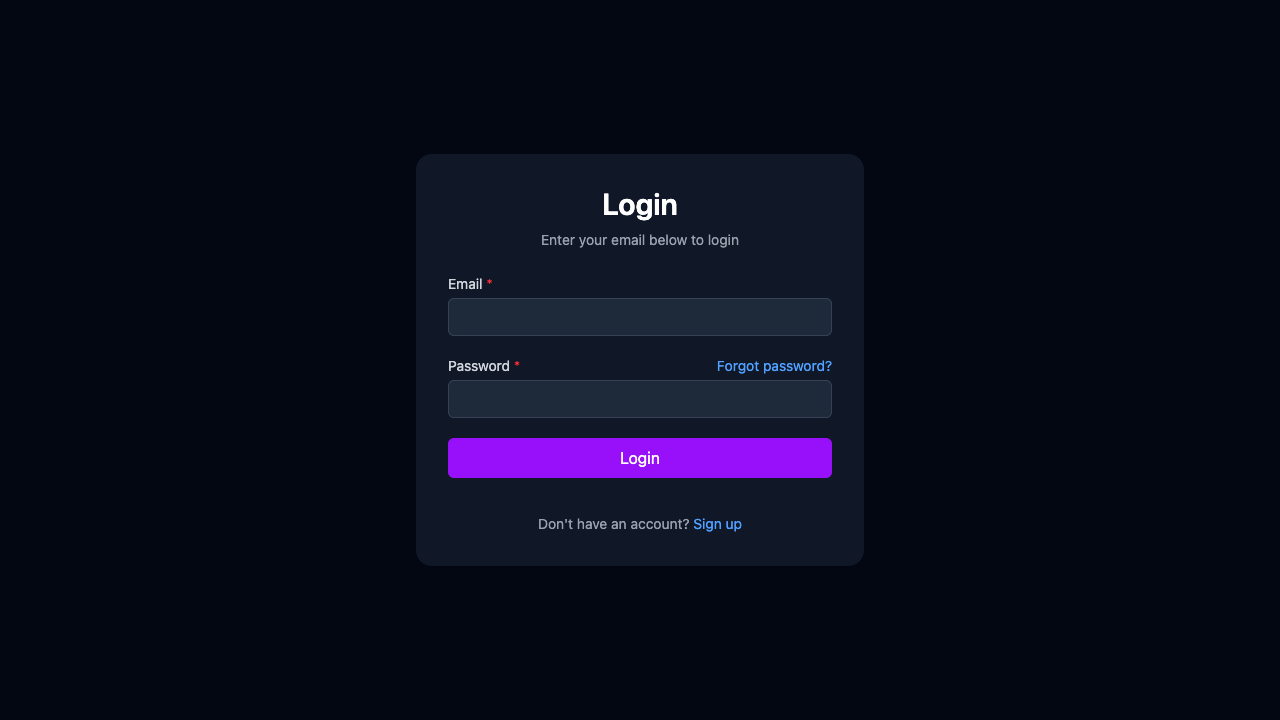 Login
Enter your email below to login
Email *
Password *
Forgot password?
Login
Don't have an account? Sign up